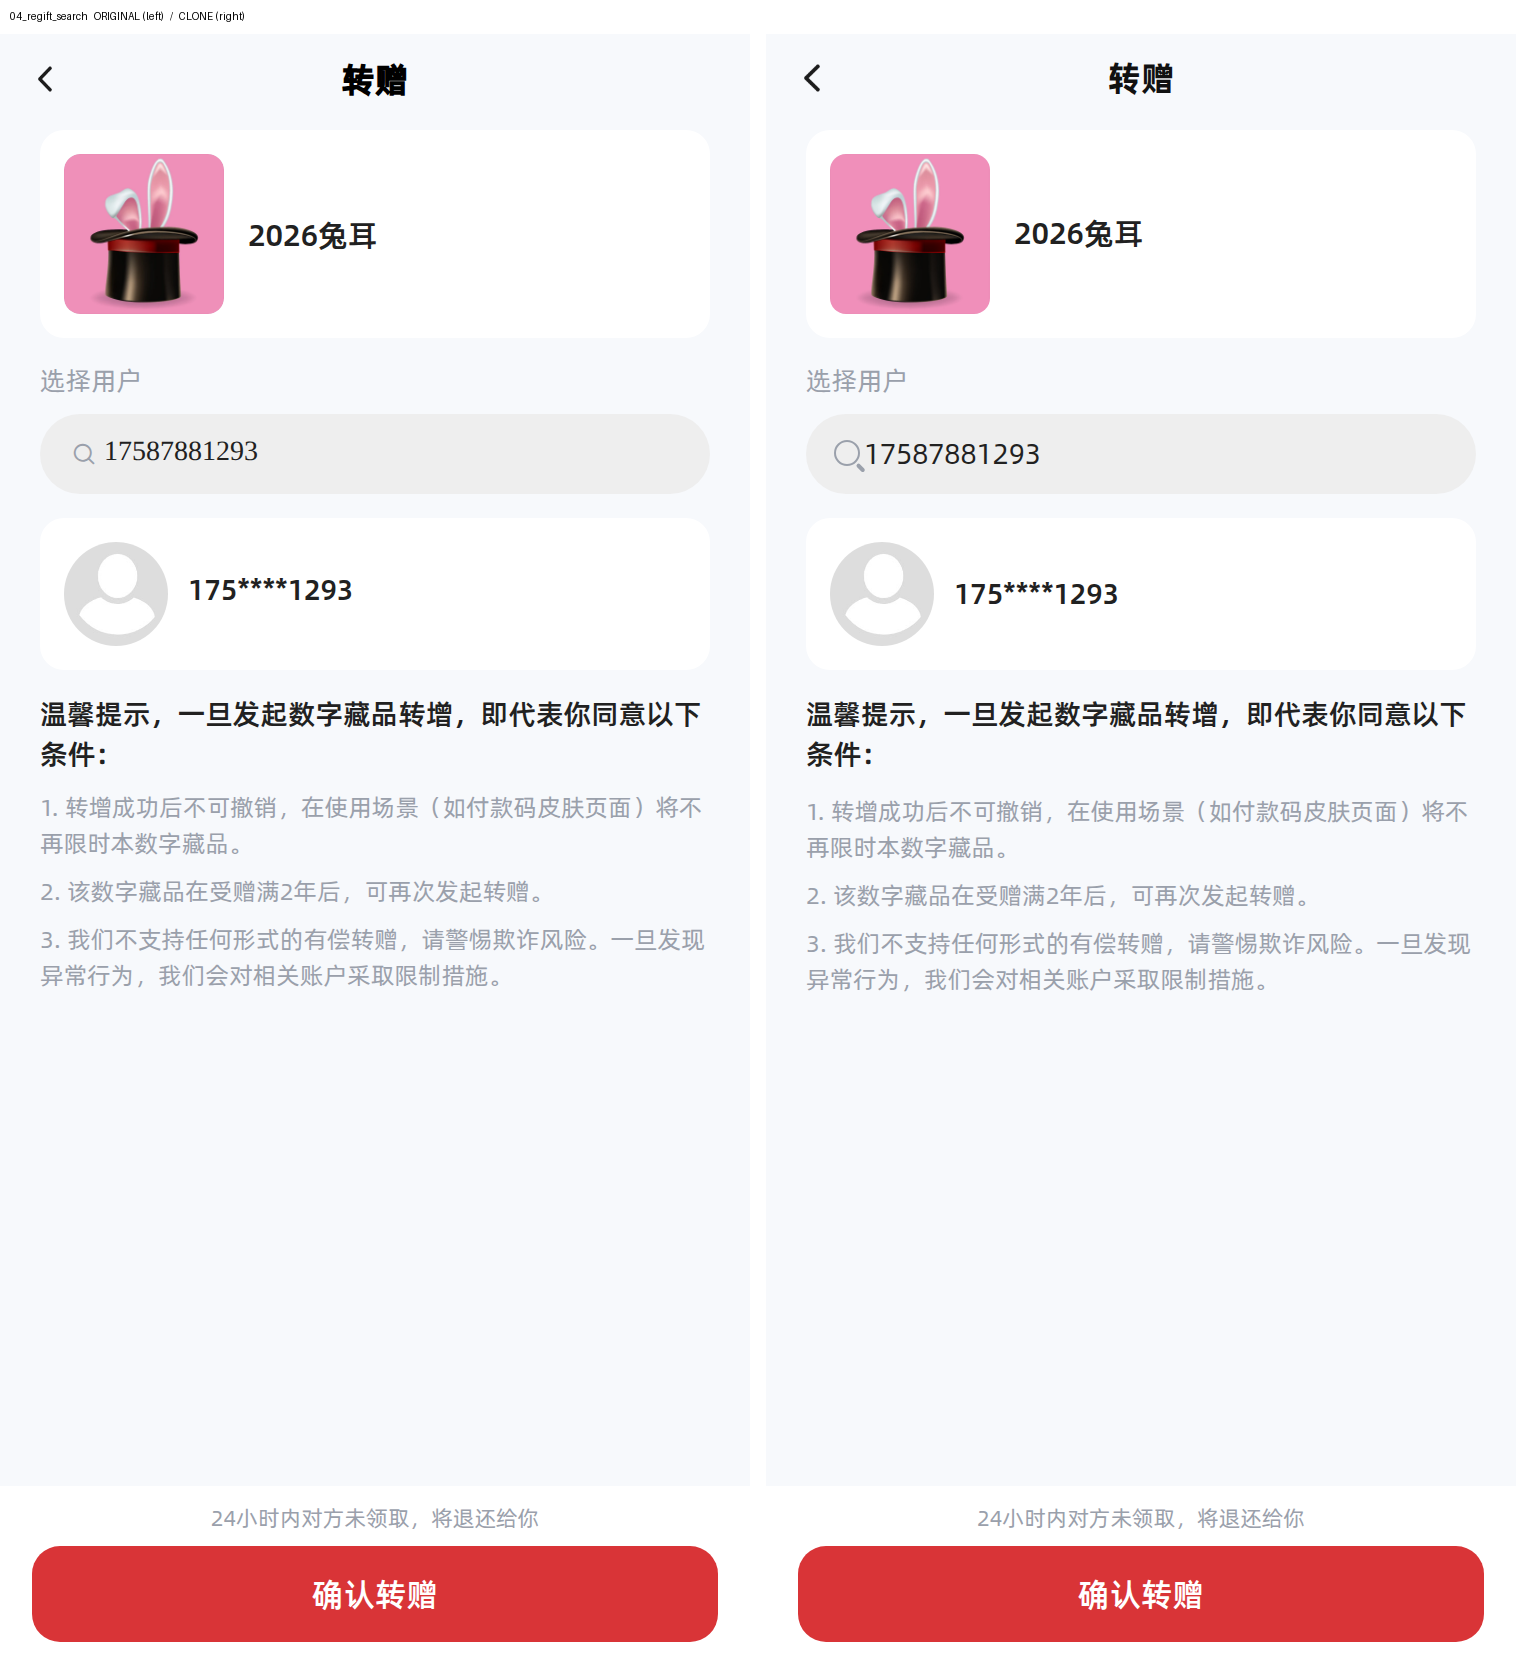 04_regift_search ORIGINAL (left) / CLONE (right)
转赠
2026兔耳
选择用户
17587881293
175****1293
温馨提示，一旦发起数字藏品转增，即代表你同意以下
条件：
1. 转增成功后不可撤销，在使用场景（如付款码皮肤页面）将不
再限时本数字藏品。
2. 该数字藏品在受赠满2年后，可再次发起转赠。
3. 我们不支持任何形式的有偿转赠，请警惕欺诈风险。一旦发现
异常行为，我们会对相关账户采取限制措施。
24小时内对方未领取，将退还给你
确认转赠
转赠
2026兔耳
选择用户
17587881293
175****1293
温馨提示，一旦发起数字藏品转增，即代表你同意以下
条件：
1. 转增成功后不可撤销，在使用场景（如付款码皮肤页面）将不
再限时本数字藏品。
2. 该数字藏品在受赠满2年后，可再次发起转赠。
3. 我们不支持任何形式的有偿转赠，请警惕欺诈风险。一旦发现
异常行为，我们会对相关账户采取限制措施。
24小时内对方未领取，将退还给你
确认转赠